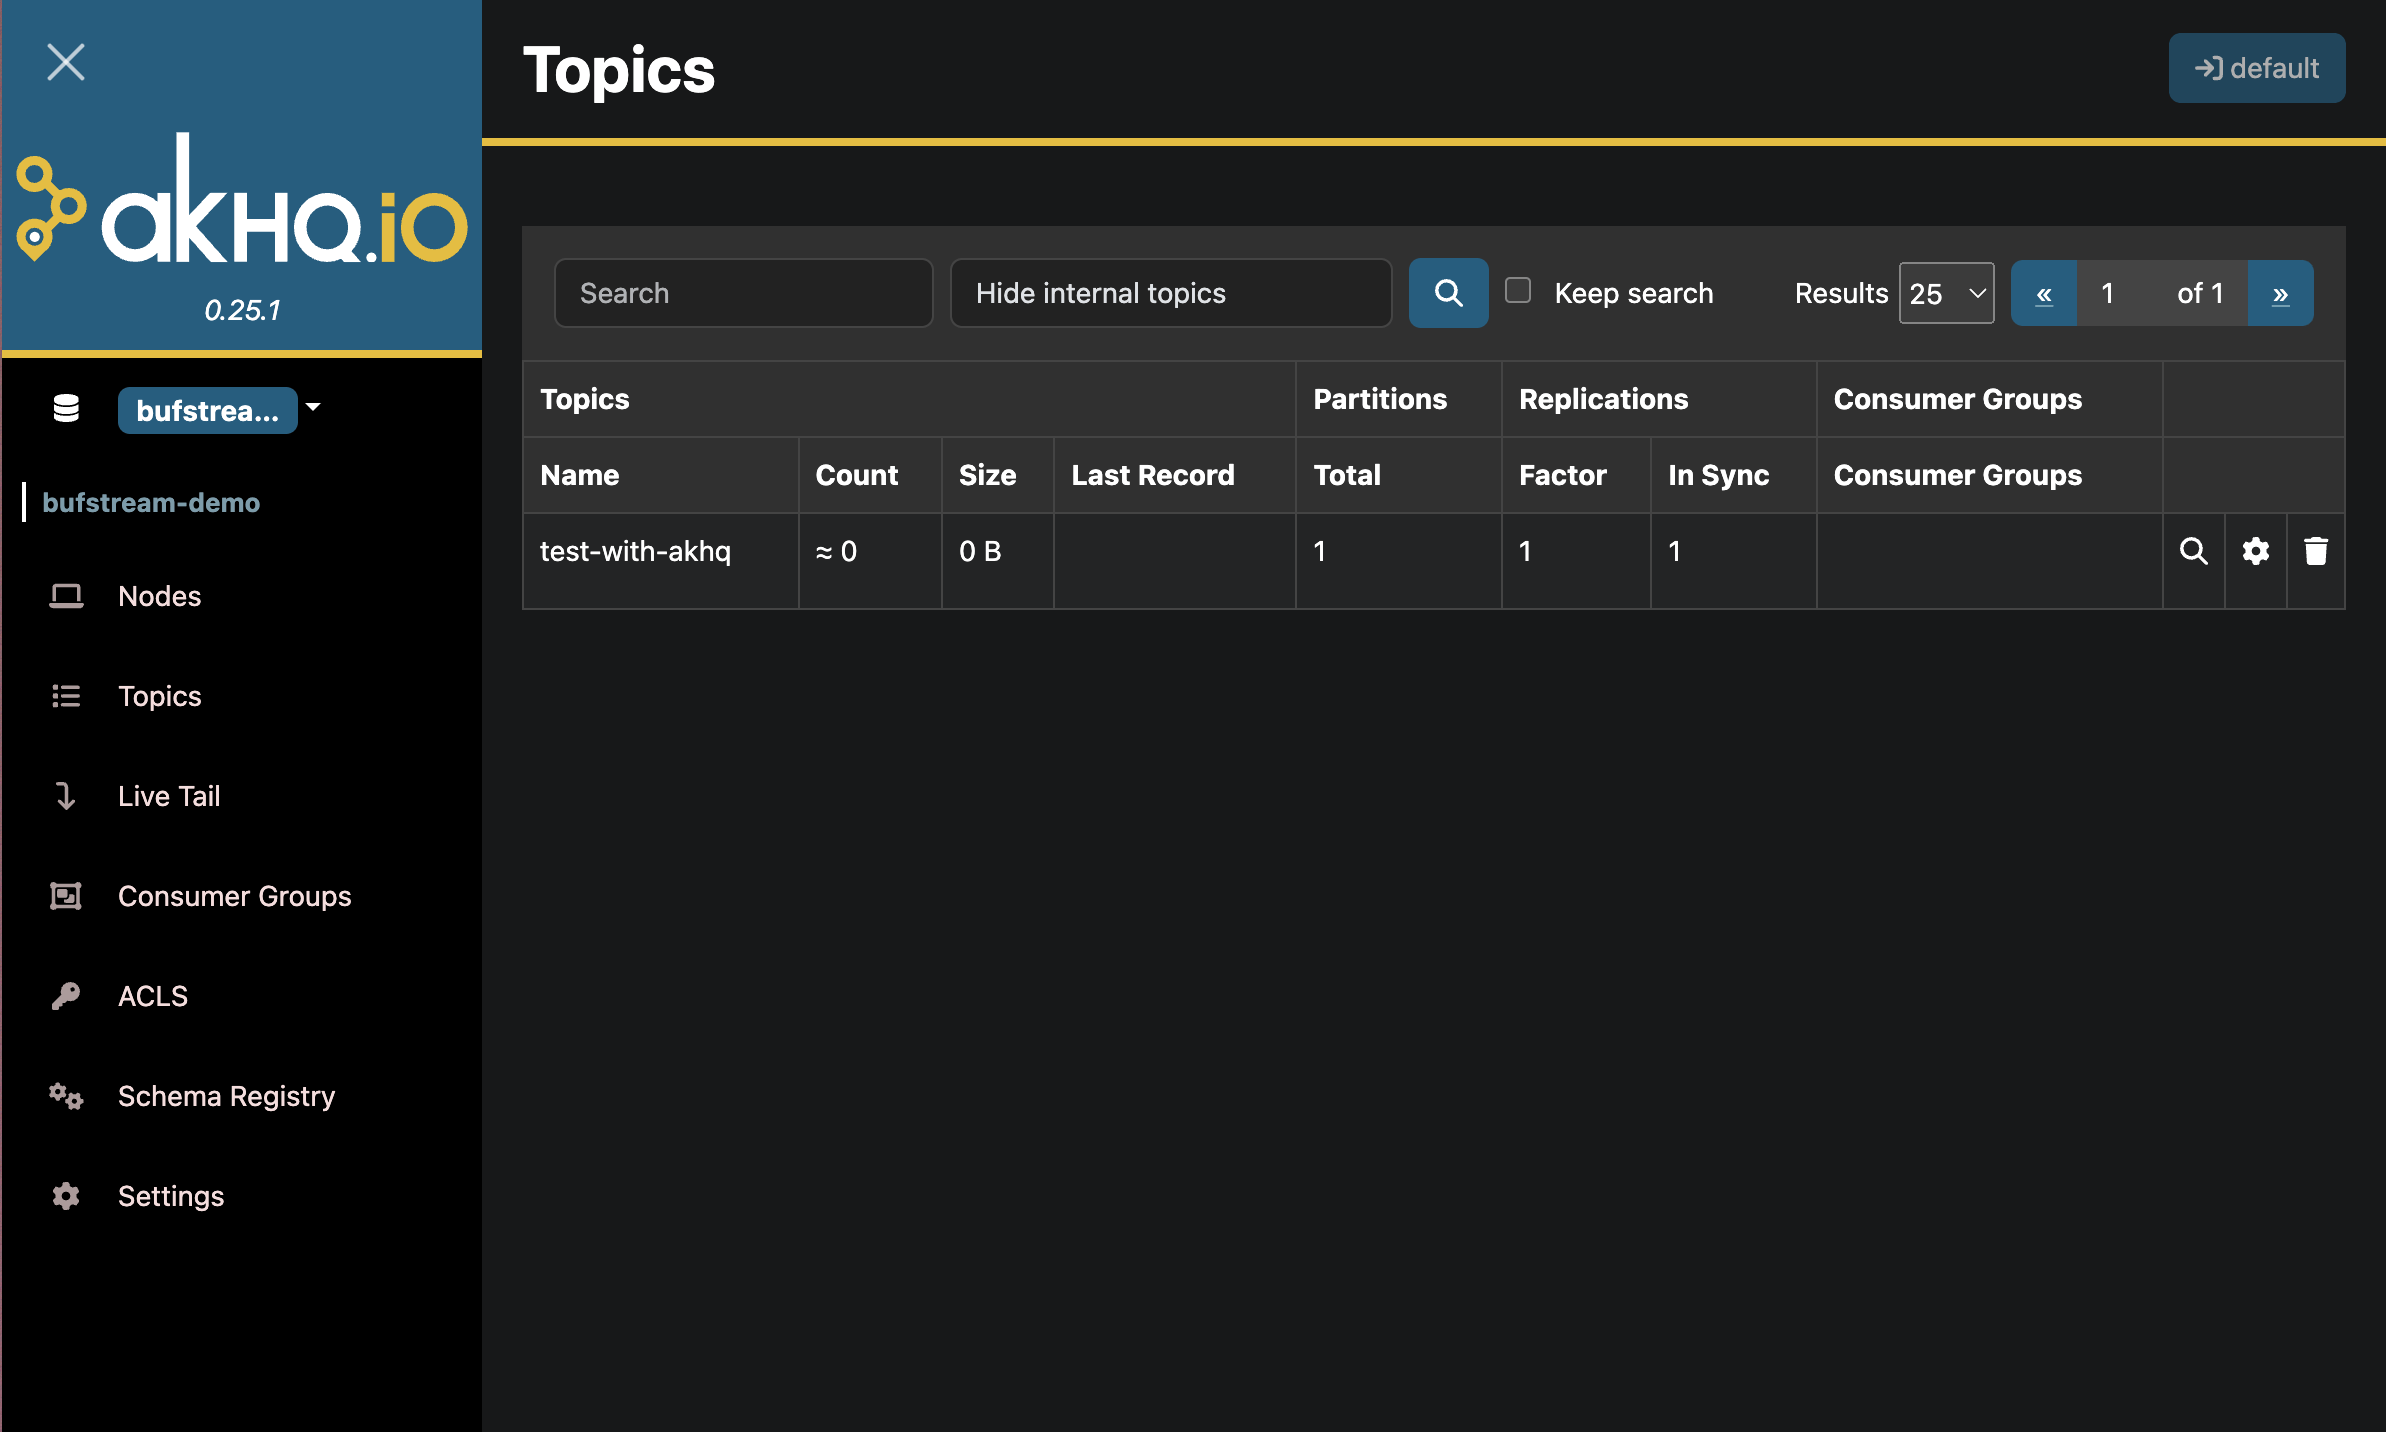 akHQ.io
0.25.1
bufstrea...
bufstream-demo
Nodes
Topics
Live Tail
Consumer Groups
ACLS
Schema Registry
Settings
Topics
default
Search
Hide internal topics
Keep search
Results 25
« 1 of 1 »
Topics Partitions Replications Consumer Groups
Name Count Size Last Record Total Factor In Sync Consumer Groups
test-with-akhq ≈ 0 0 B 1 1 1